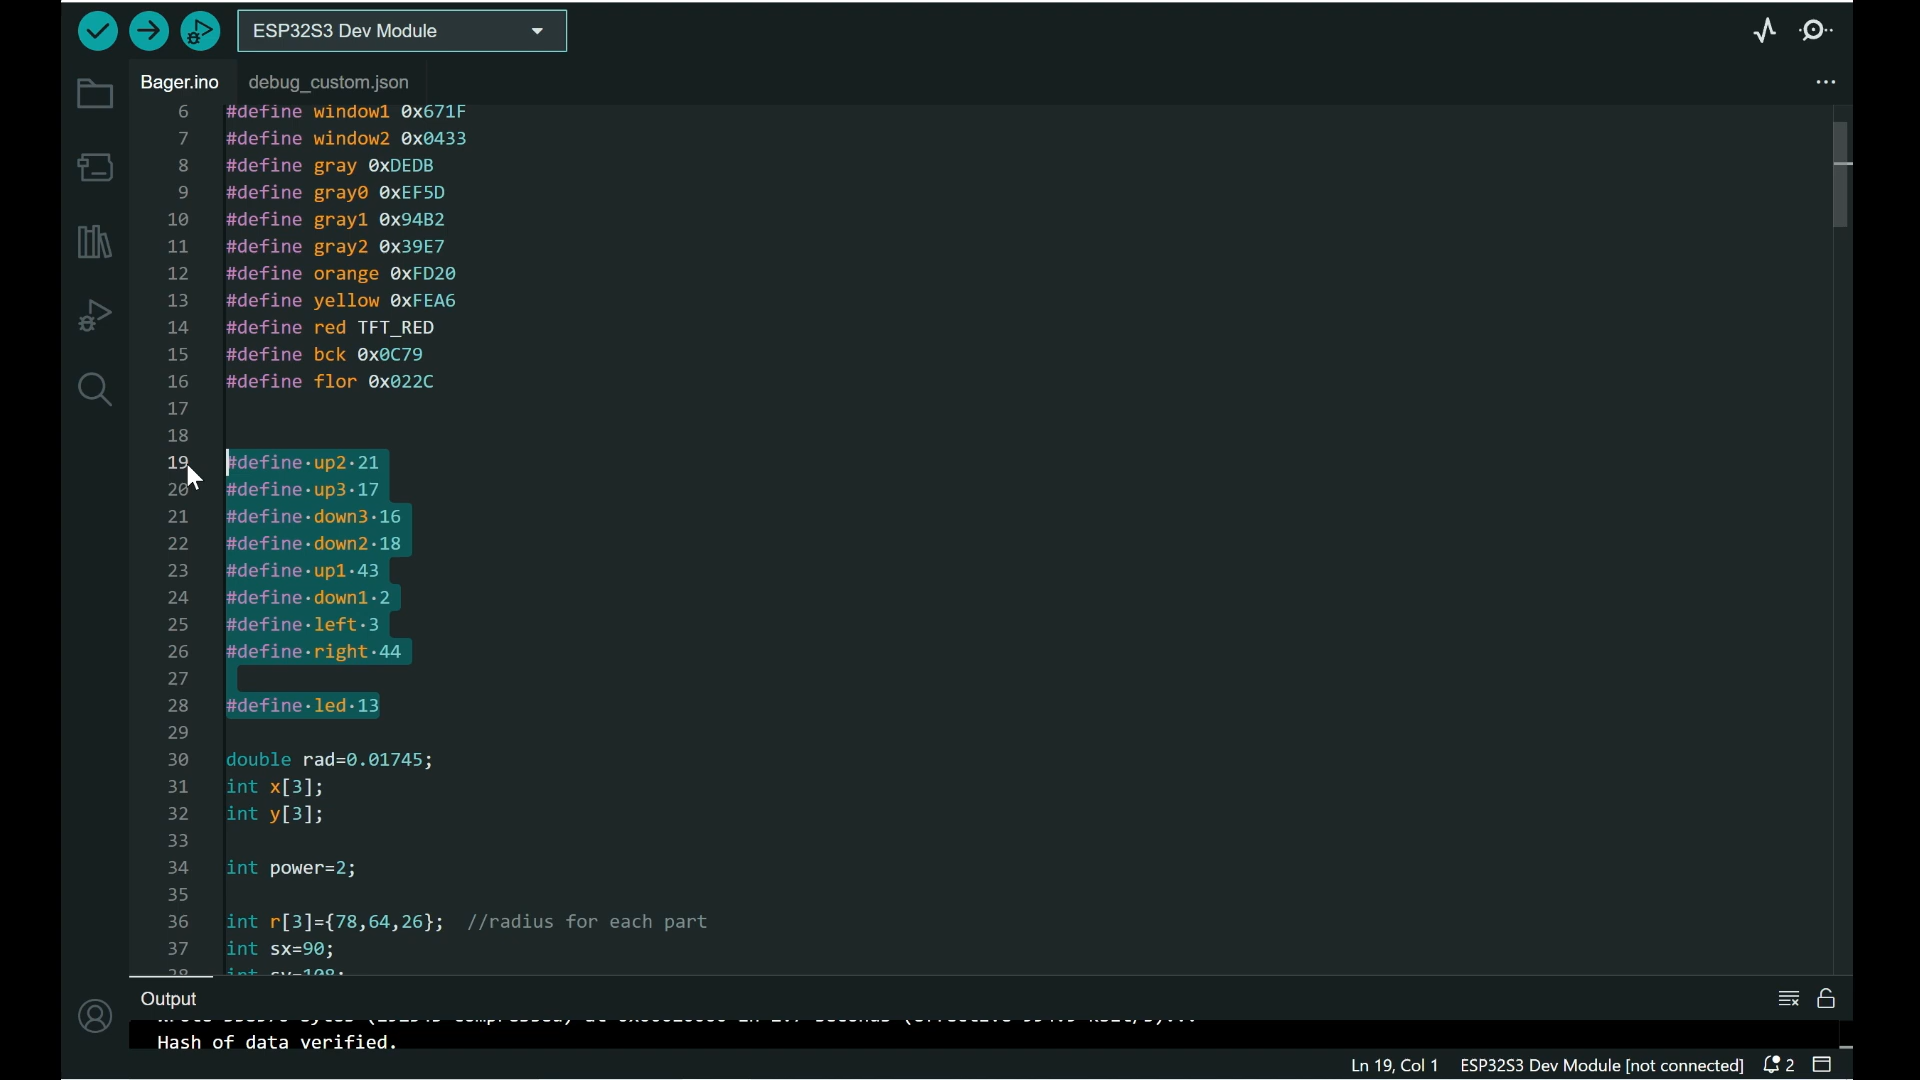 ESP32S3 Dev Module
Bager.ino
debug_custom.json
6 #define window1 0x671F
7 #define window2 0x0433
8 #define gray 0xDEDB
9 #define gray0 0xEF5D
10 #define gray1 0x94B2
11 #define gray2 0x39E7
12 #define orange 0xFD20
13 #define yellow 0xFEA6
14 #define red TFT_RED
15 #define bck 0x0C79
16 #define flor 0x022C
17
18
19 #define·up2·21
20 #define·up3·17
21 #define·down3·16
22 #define·down2·18
23 #define·up1·43
24 #define·down1·2
25 #define·left·3
26 #define·right·44
27
28 #define·led·13
29
30 double rad=0.01745;
31 int x[3];
32 int y[3];
33
34 int power=2;
35
36 int r[3]={78,64,26}; //radius for each part
37 int sx=90;
38 int sy=108;
Output
Hash of data verified.
Ln 19, Col 1 ESP32S3 Dev Module [not connected] 2